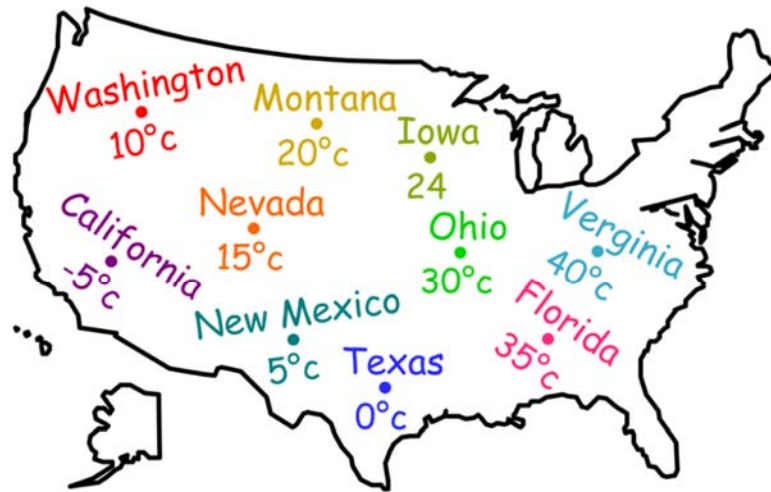 Washington
10°c
Montana
20°c
Iowa
24
California
-5°c
Nevada
15°c
Ohio
30°c
Verginia
40°c
New Mexico
5°c
Texas
0°c
Florida
35°c